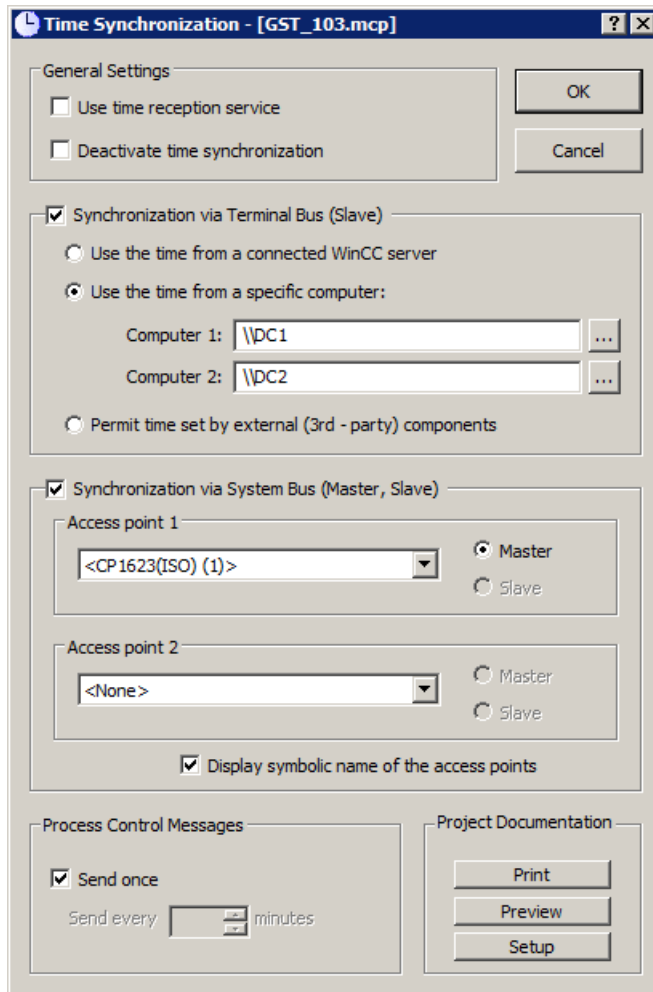 Time Synchronization - [GST_103.mcp]
General Settings
Use time reception service
Deactivate time synchronization
OK
Cancel
Synchronization via Terminal Bus (Slave)
Use the time from a connected WinCC server
Use the time from a specific computer:
Computer 1: \\DC1 ...
Computer 2: \\DC2 ...
Permit time set by external (3rd - party) components
Synchronization via System Bus (Master, Slave)
Access point 1
<CP1623(ISO) (1)>
Master
Slave
Access point 2
<None>
Master
Slave
Display symbolic name of the access points
Process Control Messages
Send once
Send every minutes
Project Documentation
Print
Preview
Setup